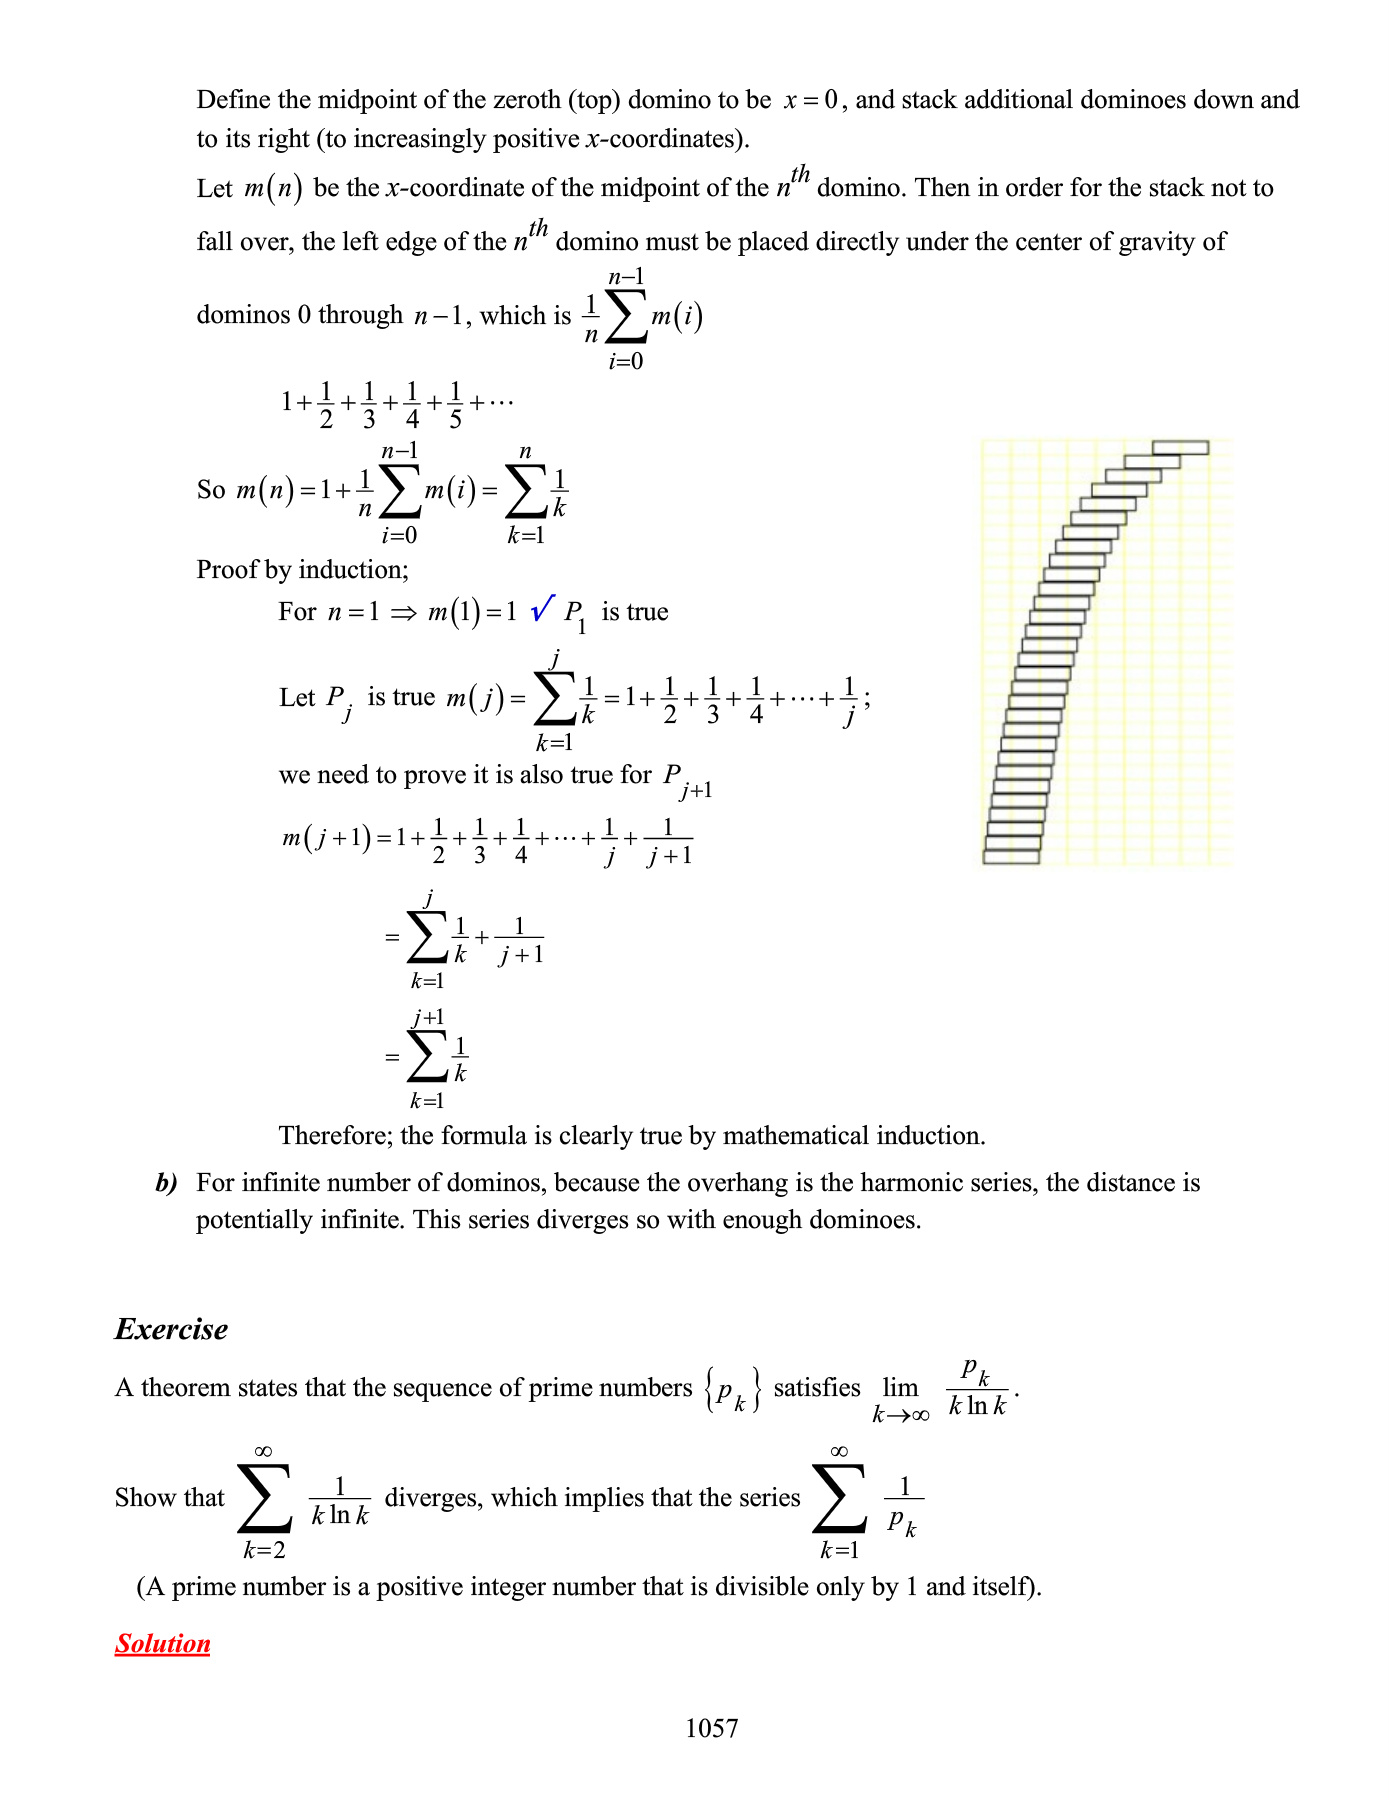 Define the midpoint of the zeroth (top) domino to be x = 0, and stack additional dominoes down and
to its right (to increasingly positive x-coordinates).
Let m(n) be the x-coordinate of the midpoint of the n^th domino. Then in order for the stack not to
fall over, the left edge of the n^th domino must be placed directly under the center of gravity of
dominos 0 through n−1, which is \frac{1}{n}\sum_{i=0}^{n-1} m(i)
1+\frac{1}{2}+\frac{1}{3}+\frac{1}{4}+\frac{1}{5}+⋯
So m(n)=1+\frac{1}{n}\sum_{i=0}^{n-1} m(i)=\sum_{k=1}^{n}\frac{1}{k}
Proof by induction;
For n=1 ⇒ m(1)=1 √ P_1 is true
Let P_j is true m(j)=\sum_{k=1}^{j}\frac{1}{k}=1+\frac{1}{2}+\frac{1}{3}+\frac{1}{4}+⋯+\frac{1}{j};
we need to prove it is also true for P_{j+1}
m(j+1)=1+\frac{1}{2}+\frac{1}{3}+\frac{1}{4}+⋯+\frac{1}{j}+\frac{1}{j+1}
=\sum_{k=1}^{j}\frac{1}{k}+\frac{1}{j+1}
=\sum_{k=1}^{j+1}\frac{1}{k}
Therefore; the formula is clearly true by mathematical induction.
b) For infinite number of dominos, because the overhang is the harmonic series, the distance is
potentially infinite. This series diverges so with enough dominoes.
Exercise
A theorem states that the sequence of prime numbers {p_k} satisfies \lim_{k→∞} \frac{p_k}{k ln k}.
Show that \sum_{k=2}^{∞} \frac{1}{k ln k} diverges, which implies that the series \sum_{k=1}^{∞} \frac{1}{p_k}
(A prime number is a positive integer number that is divisible only by 1 and itself).
Solution
1057